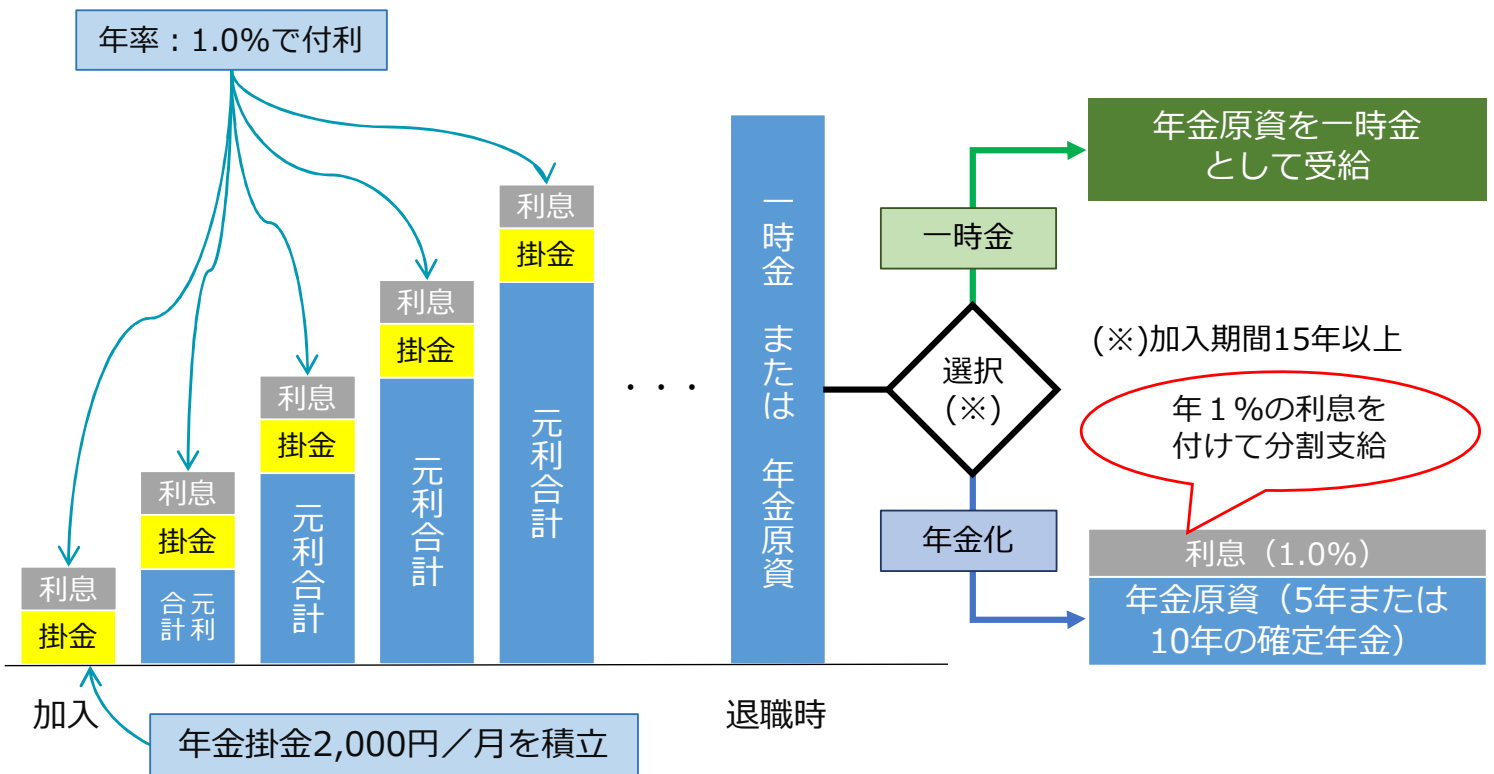 年率：1.0%で付利
利息
掛金
利息
掛金
元利
合計
利息
掛金
元利合計
利息
掛金
元利合計
利息
掛金
元利合計
・・・
一時金　または　年金原資
加入
退職時
年金掛金2,000円／月を積立
選択
(※)
一時金
年金化
年金原資を一時金
として受給
(※)加入期間15年以上
年１%の利息を
付けて分割支給
利息（1.0%）
年金原資（5年または
10年の確定年金）